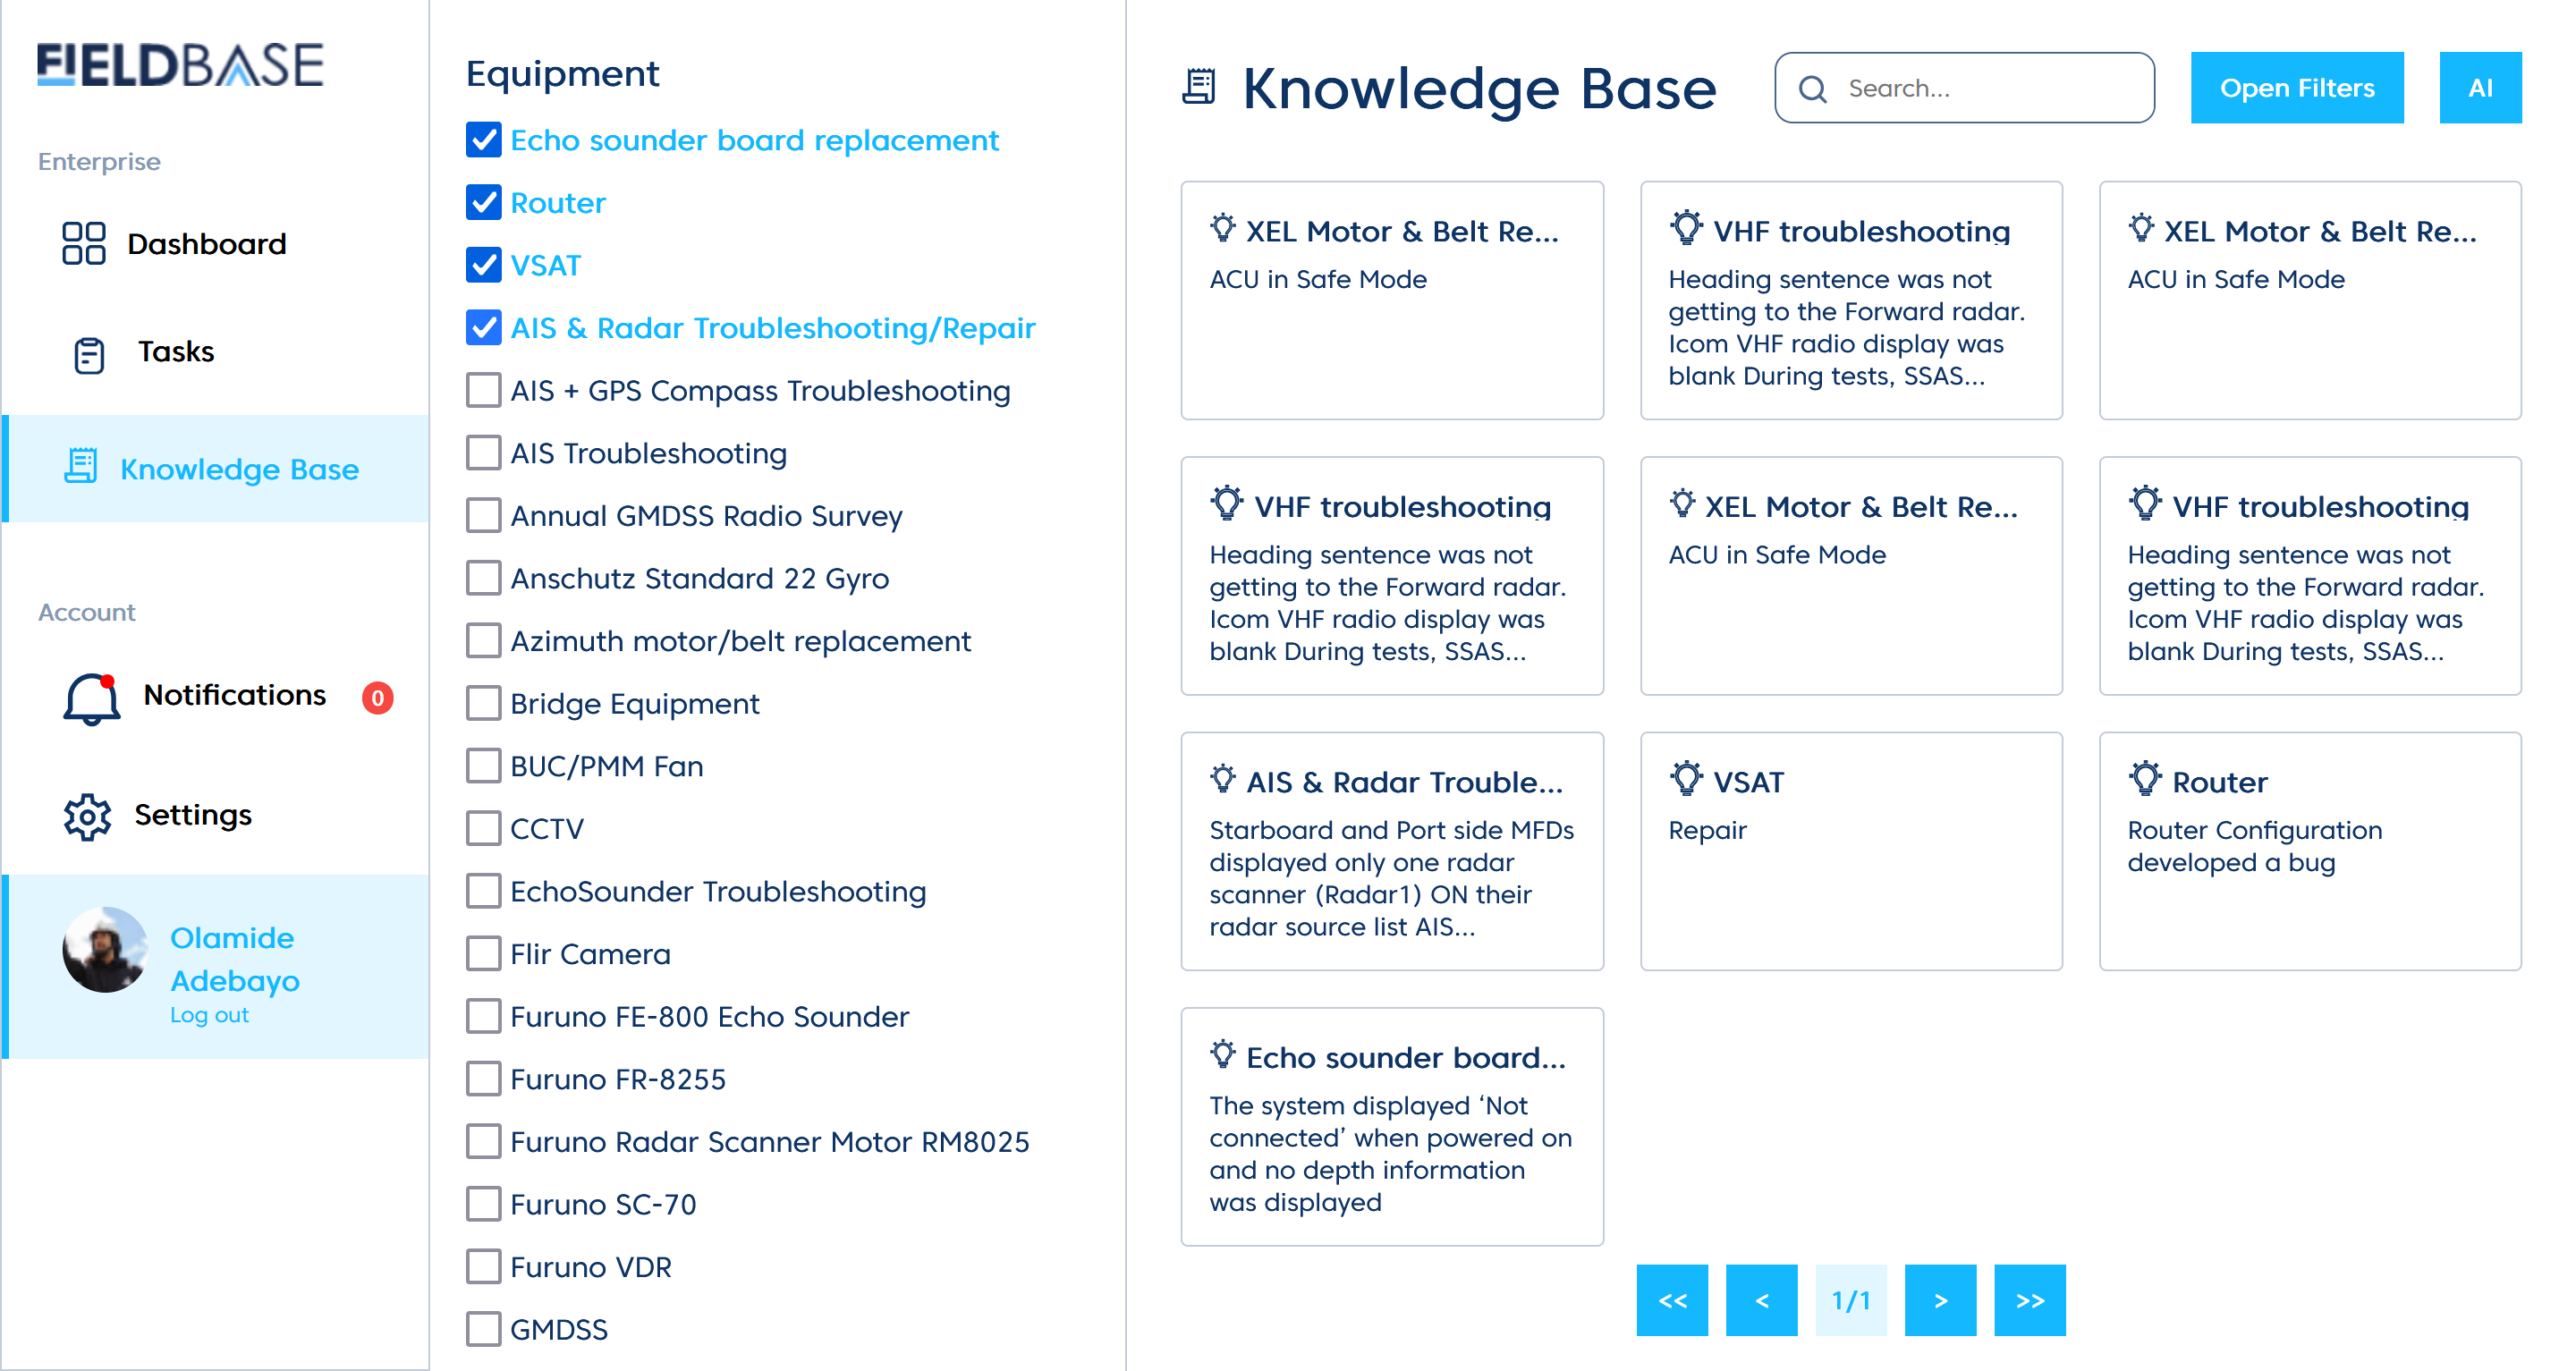 FIELDBASE
Enterprise
Dashboard
Tasks
Knowledge Base
Account
Notifications
0
Settings
Olamide
Adebayo
Log out
Equipment
Echo sounder board replacement
Router
VSAT
AIS & Radar Troubleshooting/Repair
AIS + GPS Compass Troubleshooting
AIS Troubleshooting
Annual GMDSS Radio Survey
Anschutz Standard 22 Gyro
Azimuth motor/belt replacement
Bridge Equipment
BUC/PMM Fan
CCTV
EchoSounder Troubleshooting
Flir Camera
Furuno FE-800 Echo Sounder
Furuno FR-8255
Furuno Radar Scanner Motor RM8025
Furuno SC-70
Furuno VDR
GMDSS
Knowledge Base
Search...
Open Filters
AI
XEL Motor & Belt Re...
ACU in Safe Mode
VHF troubleshooting
Heading sentence was not
getting to the Forward radar.
Icom VHF radio display was
blank During tests, SSAS...
XEL Motor & Belt Re...
ACU in Safe Mode
VHF troubleshooting
Heading sentence was not
getting to the Forward radar.
Icom VHF radio display was
blank During tests, SSAS...
XEL Motor & Belt Re...
ACU in Safe Mode
VHF troubleshooting
Heading sentence was not
getting to the Forward radar.
Icom VHF radio display was
blank During tests, SSAS...
AIS & Radar Trouble...
Starboard and Port side MFDs
displayed only one radar
scanner (Radar1) ON their
radar source list AIS...
VSAT
Repair
Router
Router Configuration
developed a bug
Echo sounder board...
The system displayed ‘Not
connected’ when powered on
and no depth information
was displayed
<<
<
1/1
>
>>